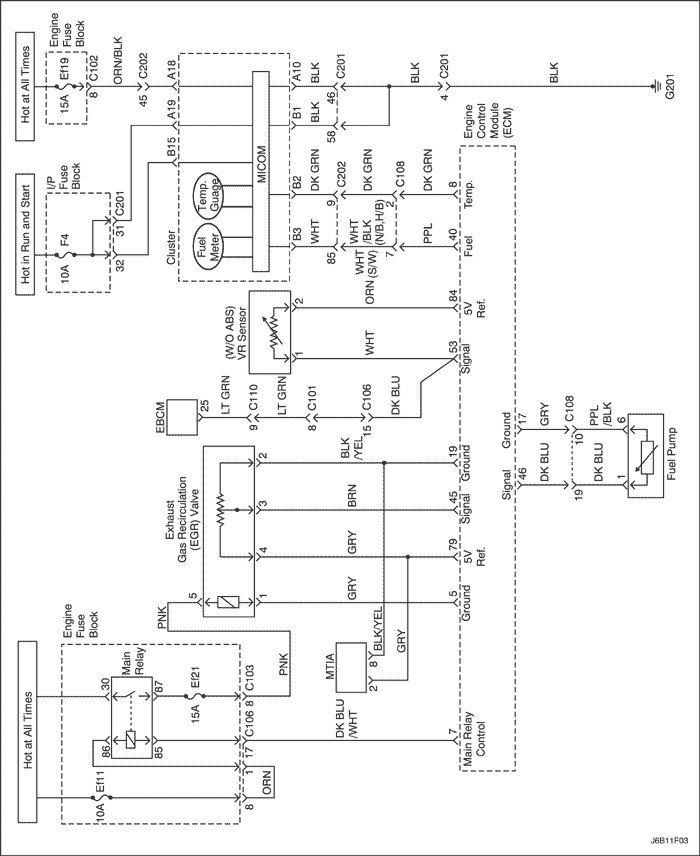 Hot at All Times
Engine
Fuse
Block
Ef19
15A
8
C102
ORN/BLK
45
C202
A18
A19
B15
Hot in Run and Start
I/P
Fuse
Block
F4
10A
31
C201
32
Cluster
MICOM
Temp.
Guage
Fuel
Meter
A10
BLK
46
C201
B1
BLK
58
BLK
4
C201
BLK
G201
B2
DK GRN
9
C202
DK GRN
2
C108
DK GRN
8
Temp.
B3
WHT
85
WHT
(S/W)
WHT
/BLK
(N/B,H/B)
7
PPL
40
Fuel
Engine
Control
Module
(ECM)
(W/O ABS)
VR Sensor
2
ORN
84
5V
Ref.
1
WHT
53
Signal
EBCM
25
LT GRN
9
C110
LT GRN
8
C101
15
C106
DK BLU
Exhaust
Gas Recirculation
(EGR) Valve
2
BLK
/YEL
19
Ground
3
BRN
45
Signal
4
GRY
79
5V
Ref.
5
1
GRY
5
Ground
PNK
PNK
MTIA
8
BLK/YEL
2
GRY
Hot at All Times
Engine
Fuse
Block
Main
Relay
30
87
86
85
Ef21
15A
8
C103
Ef11
10A
17
C106
1
8
ORN
DK BLU
/WHT
7
Main Relay
Control
Ground
17
GRY
10
C108
PPL
/BLK
6
Signal
46
DK BLU
19
DK BLU
1
Fuel Pump
J6B11F03